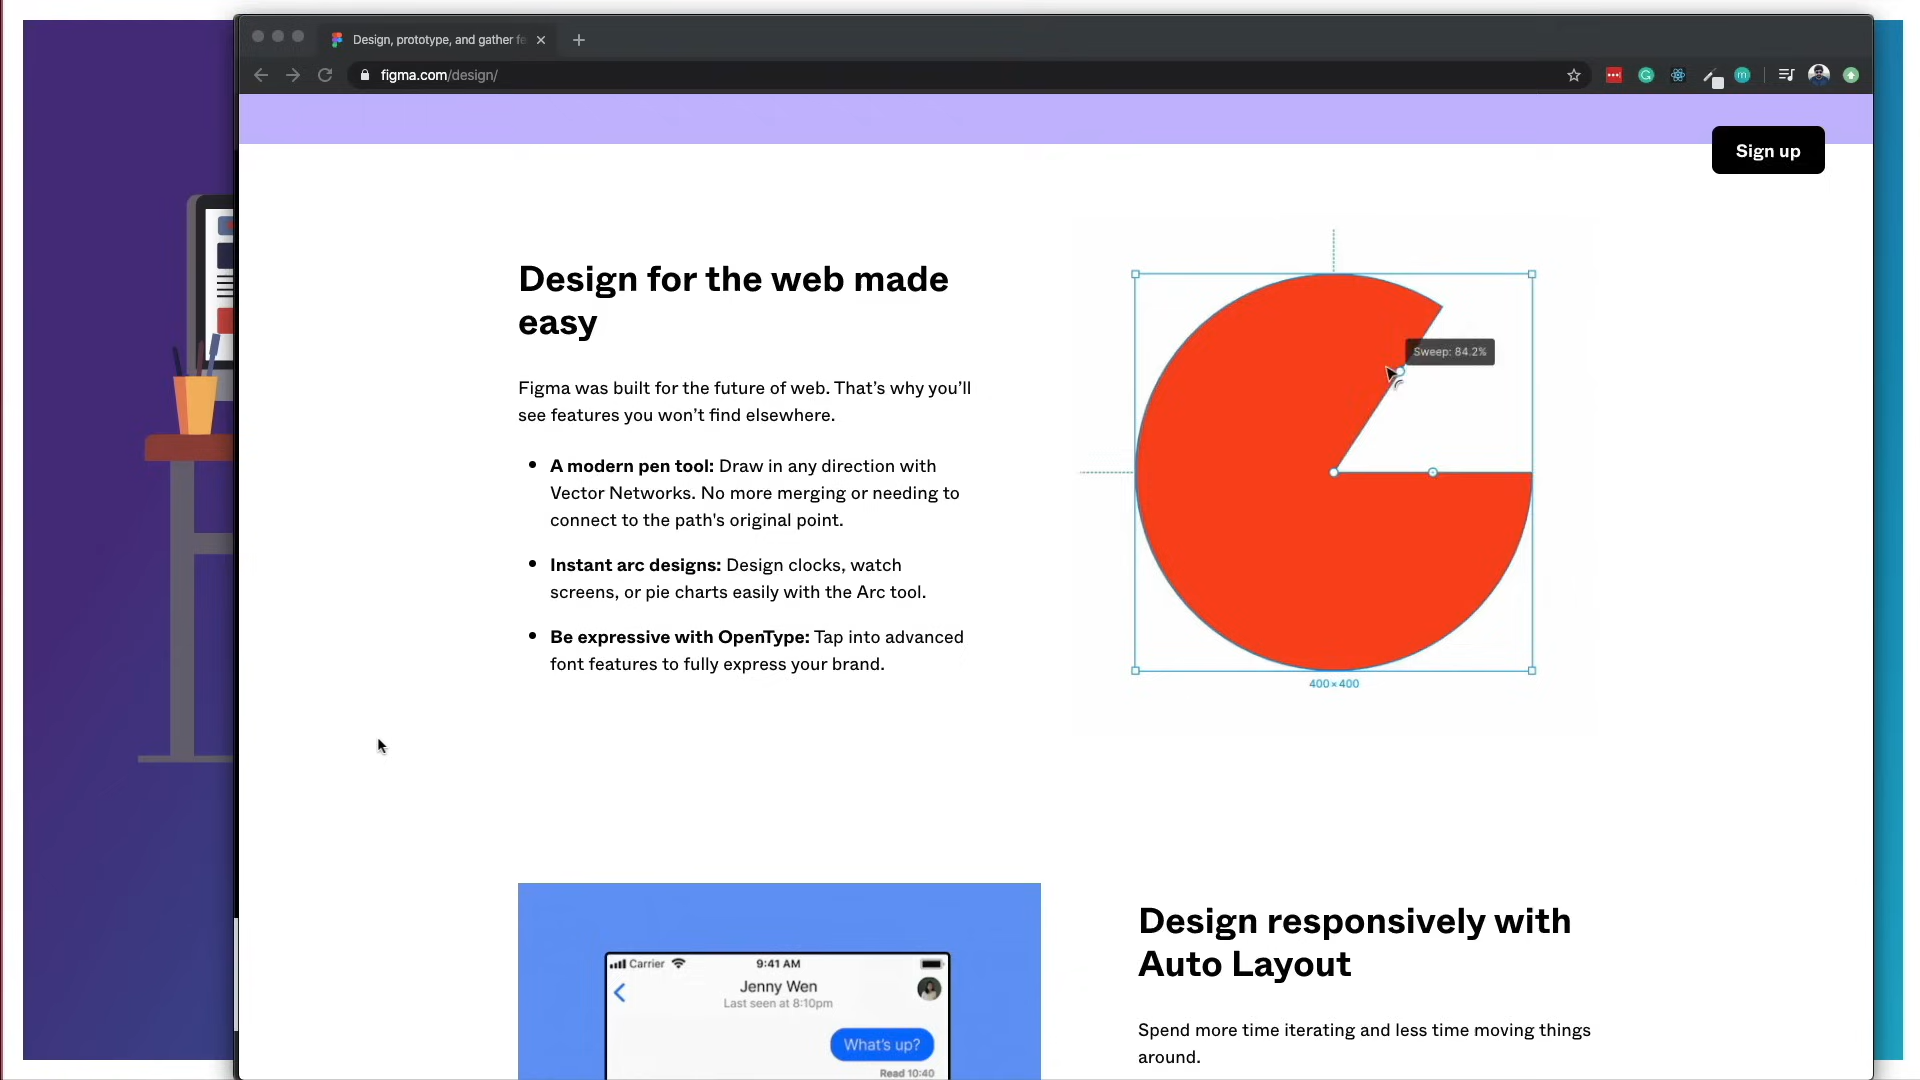 Design, prototype, and gather fe
figma.com/design/
Sign up
Design for the web made
easy
Figma was built for the future of web. That’s why you’ll
see features you won’t find elsewhere.
A modern pen tool: Draw in any direction with
Vector Networks. No more merging or needing to
connect to the path's original point.
Instant arc designs: Design clocks, watch
screens, or pie charts easily with the Arc tool.
Be expressive with OpenType: Tap into advanced
font features to fully express your brand.
Sweep: 84.2%
400×400
Carrier 9:41 AM
Jenny Wen
Last seen at 8:10pm
What's up?
Read 10:40
Design responsively with
Auto Layout
Spend more time iterating and less time moving things
around.